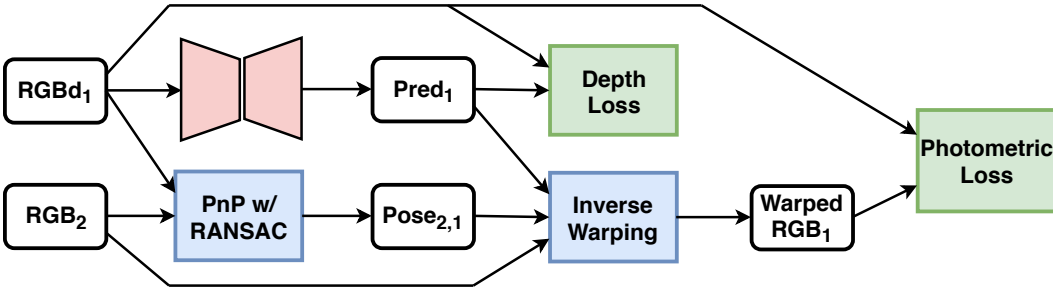 RGBd₁
Pred₁
Depth
Loss
Photometric
Loss
RGB₂
PnP w/
RANSAC
Pose₂,₁
Inverse
Warping
Warped
RGB₁